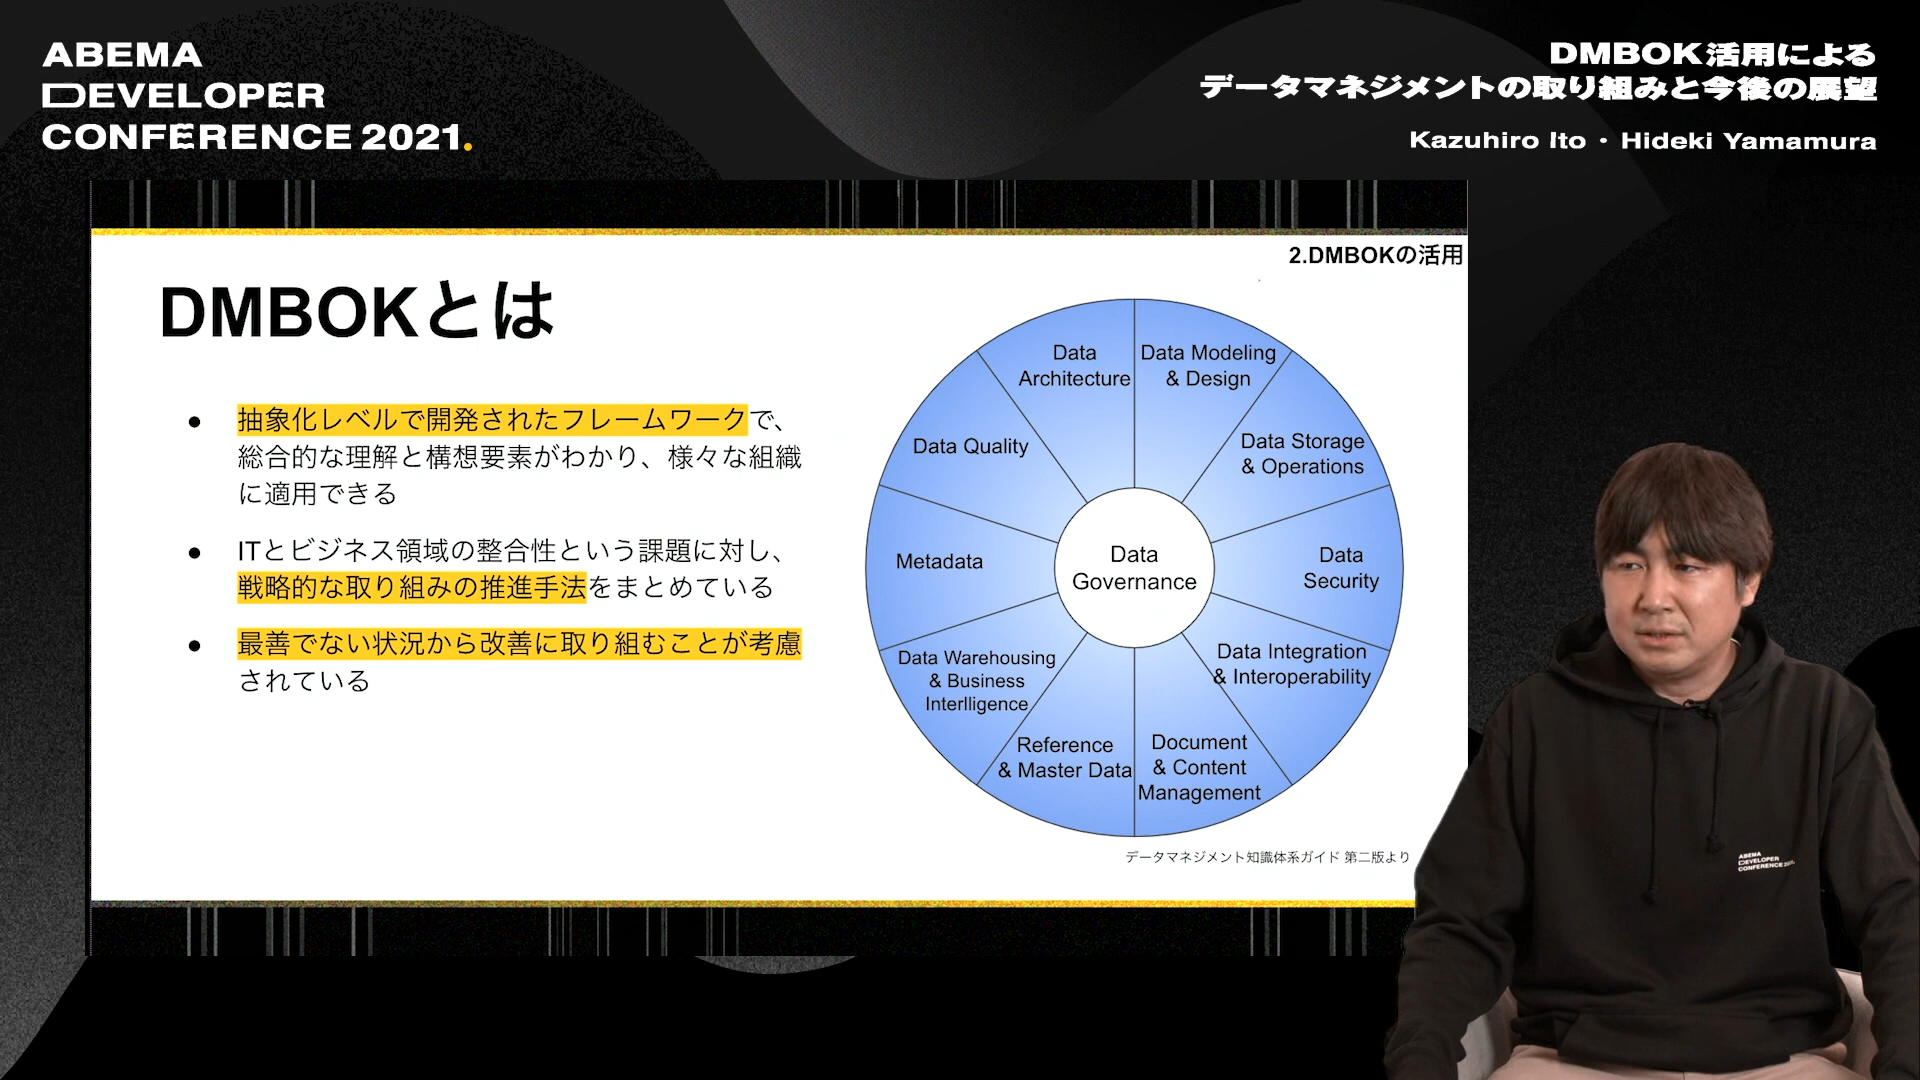 ABEMA
DEVELOPER
CONFERENCE 2021.
DMBOK活用による
データマネジメントの取り組みと今後の展望
Kazuhiro Ito・Hideki Yamamura
2.DMBOKの活用
DMBOKとは
● 抽象化レベルで開発されたフレームワークで、
総合的な理解と構想要素がわかり、様々な組織
に適用できる
● ITとビジネス領域の整合性という課題に対し、
戦略的な取り組みの推進手法をまとめている
● 最善でない状況から改善に取り組むことが考慮
されている
Data
Architecture
Data Modeling
& Design
Data Quality
Data Storage
& Operations
Metadata
Data
Governance
Data
Security
Data Warehousing
& Business
Interlligence
Data Integration
& Interoperability
Reference
& Master Data
Document
& Content
Management
データマネジメント知識体系ガイド 第二版より
ABEMA
DEVELOPER
CONFERENCE 2021.